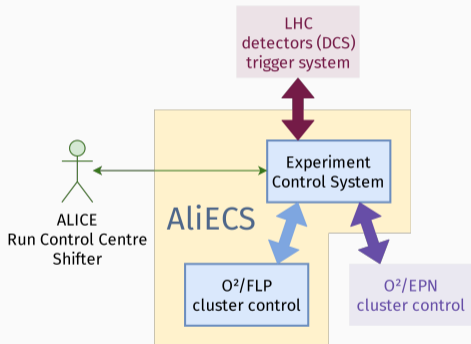 LHC
detectors (DCS)
trigger system
Experiment
Control System
ALICE
Run Control Centre
Shifter
AliECS
O²/FLP
cluster control
O²/EPN
cluster control